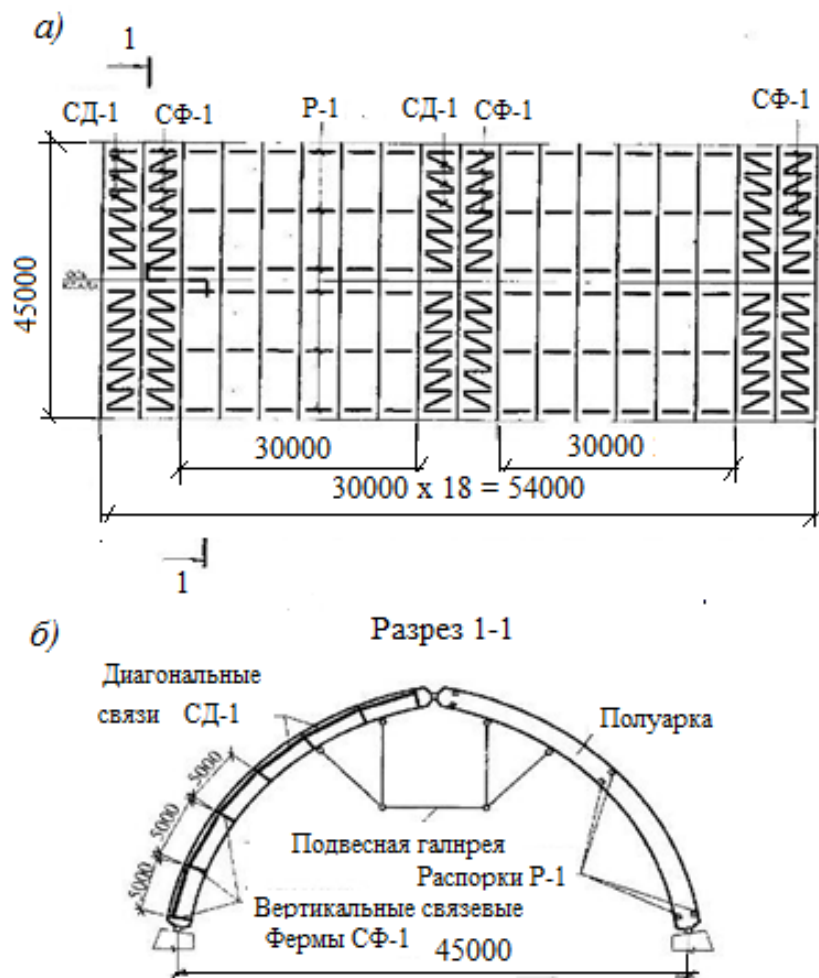 а)
1
СД-1
СФ-1
Р-1
СД-1
СФ-1
СФ-1
45000
30000
30000
30000 x 18 = 54000
1
б)
Разрез 1-1
Диагональные
связи СД-1
Полуарка
5000
5000
5000
Подвесная галнрея
Распорки Р-1
Вертикальные связевые
Фермы СФ-1
45000